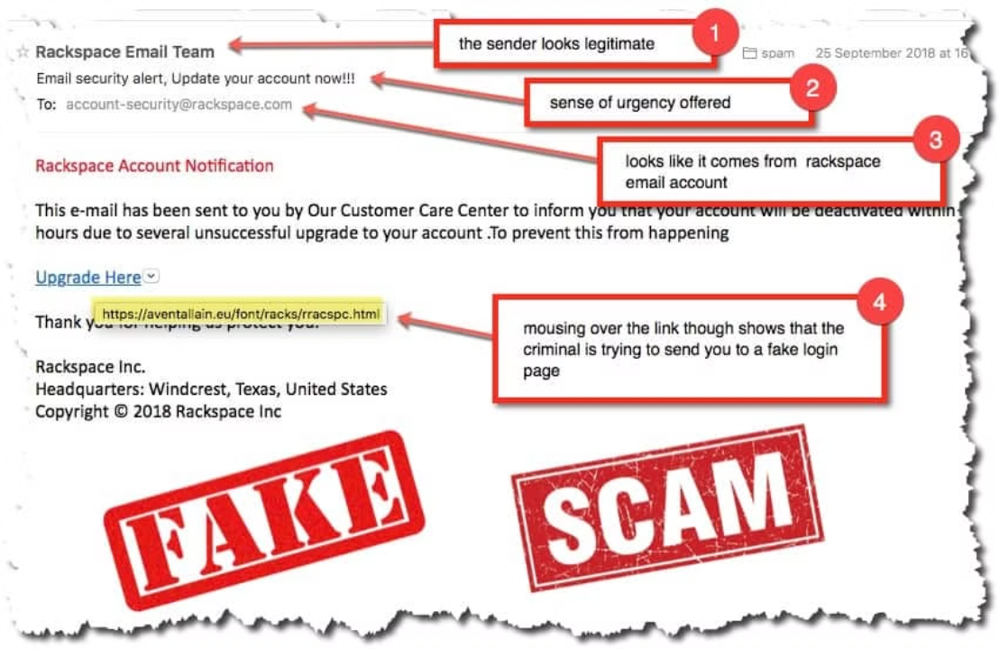 Rackspace Email Team
the sender looks legitimate
1
spam 25 September 2018 at 16
Email security alert, Update your account now!!!
sense of urgency offered
2
To: account-security@rackspace.com
looks like it comes from rackspace
email account
3
Rackspace Account Notification
This e-mail has been sent to you by Our Customer Care Center to inform you that your account will be deactivated within
hours due to several unsuccessful upgrade to your account .To prevent this from happening
Upgrade Here
https://aventaliain.eu/font/racks/rracspc.html
mousing over the link though shows that the
criminal is trying to send you to a fake login
page
4
Thank you for helping us protect you.
Rackspace Inc.
Headquarters: Windcrest, Texas, United States
Copyright © 2018 Rackspace Inc
FAKE
SCAM